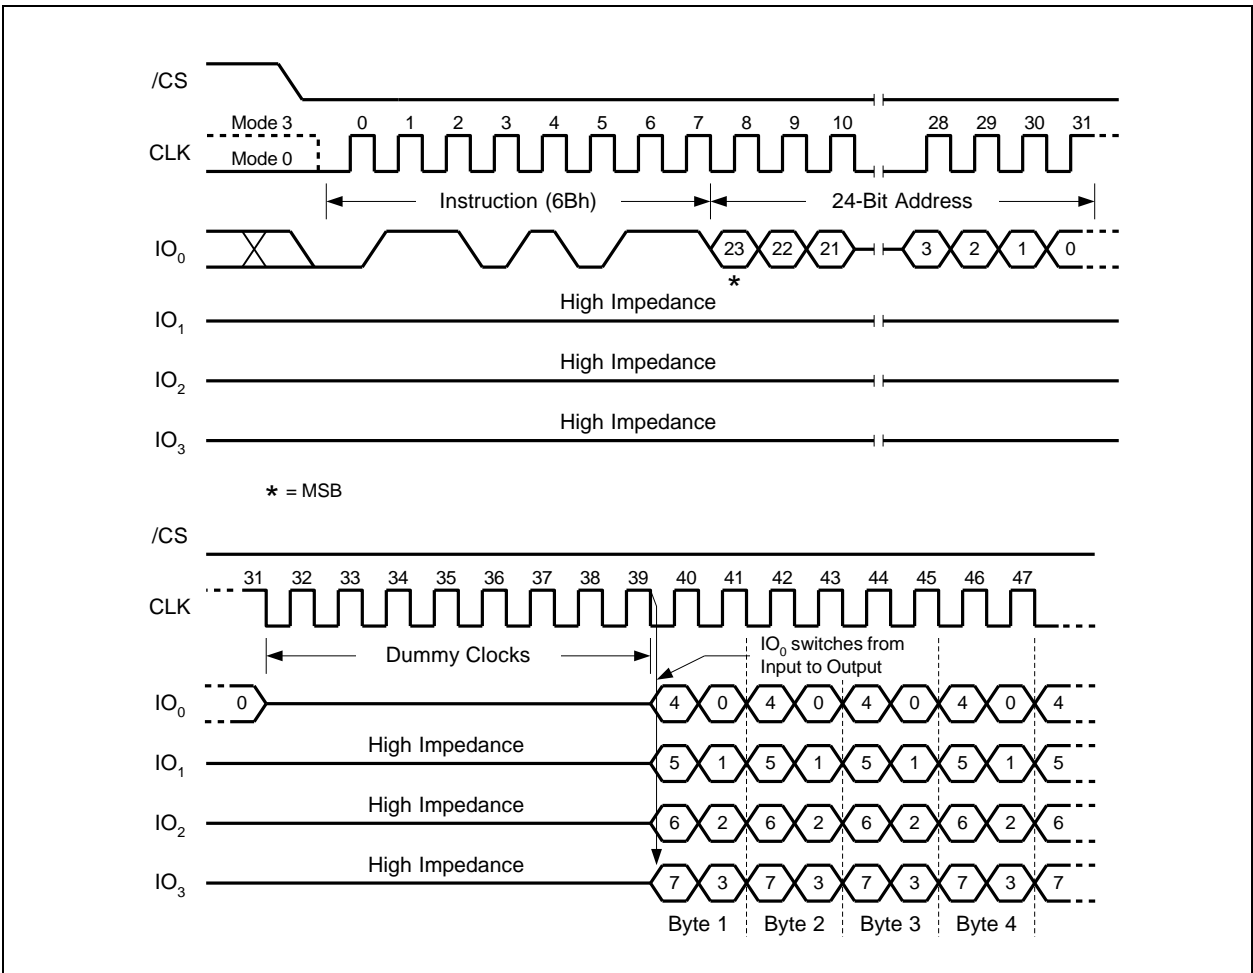 /CS
Mode 3
0 1 2 3 4 5 6 7 8 9 10 28 29 30 31
CLK
Mode 0
Instruction (6Bh)
24-Bit Address
IO0
23 22 21 3 2 1 0
*
High Impedance
IO1
High Impedance
IO2
High Impedance
IO3
* = MSB
/CS
31 32 33 34 35 36 37 38 39 40 41 42 43 44 45 46 47
CLK
Dummy Clocks
IO0 switches from
Input to Output
IO0
0 4 0 4 0 4 0 4 0 4
High Impedance
IO1
5 1 5 1 5 1 5 1 5
High Impedance
IO2
6 2 6 2 6 2 6 2 6
High Impedance
IO3
7 3 7 3 7 3 7 3 7
Byte 1 Byte 2 Byte 3 Byte 4